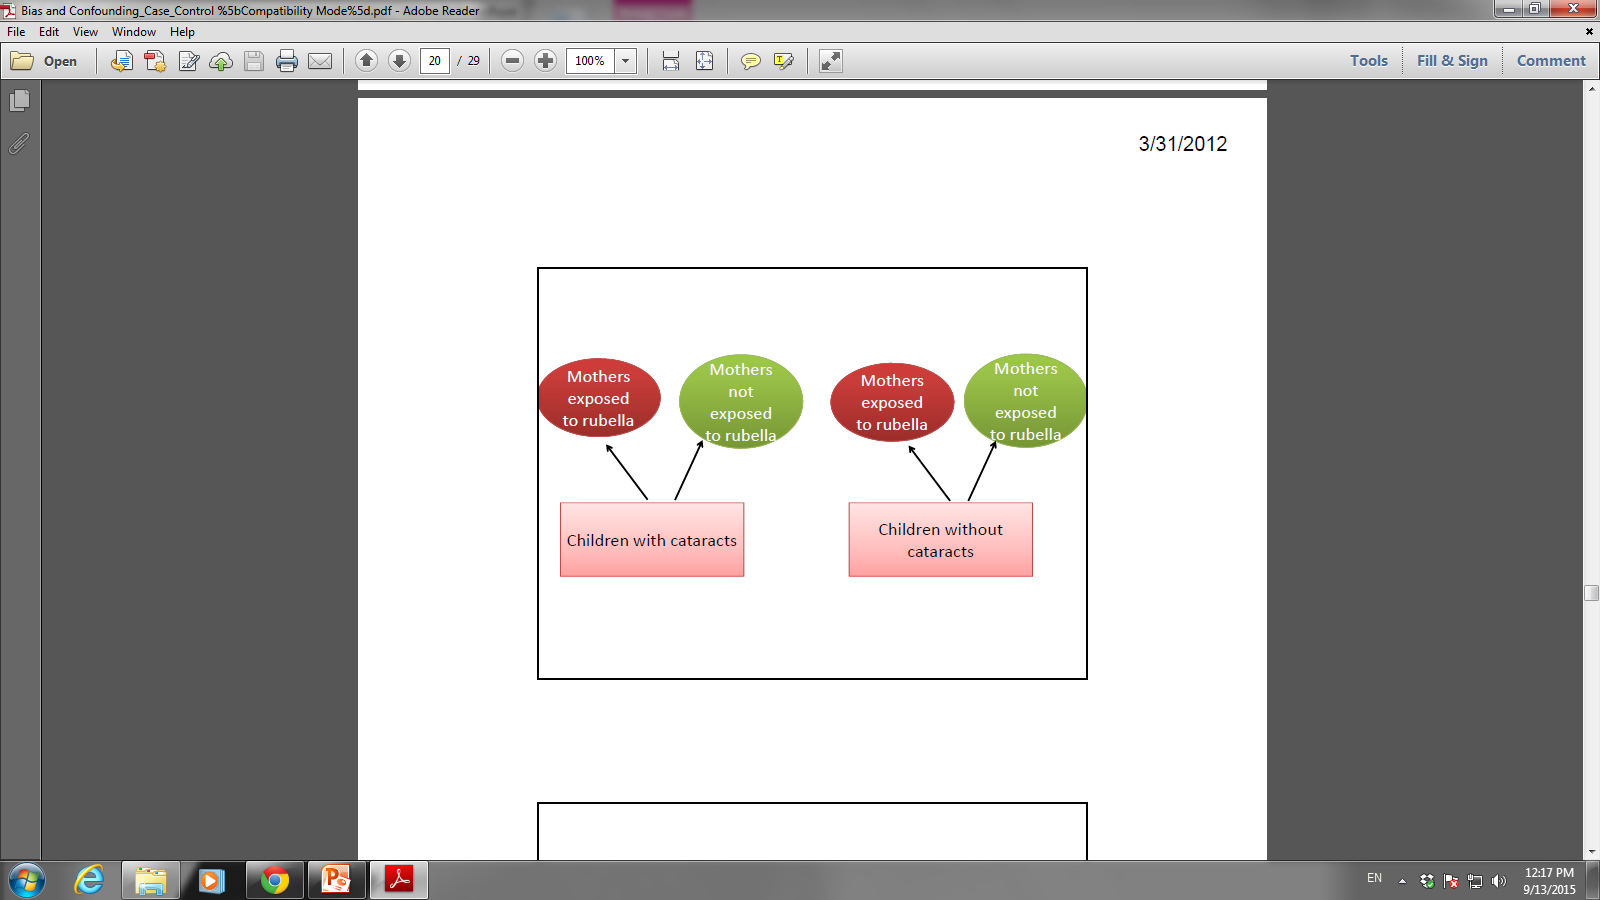 Bias and Confounding_Case_Control %5bCompatibility Mode%5d.pdf - Adobe Reader
File Edit View Window Help
Open 20 / 29 100% Tools Fill & Sign Comment
3/31/2012
Mothers
exposed
to rubella
Mothers
not
exposed
to rubella
Mothers
exposed
to rubella
Mothers
not
exposed
to rubella
Children with cataracts
Children without
cataracts
EN
12:17 PM
9/13/2015